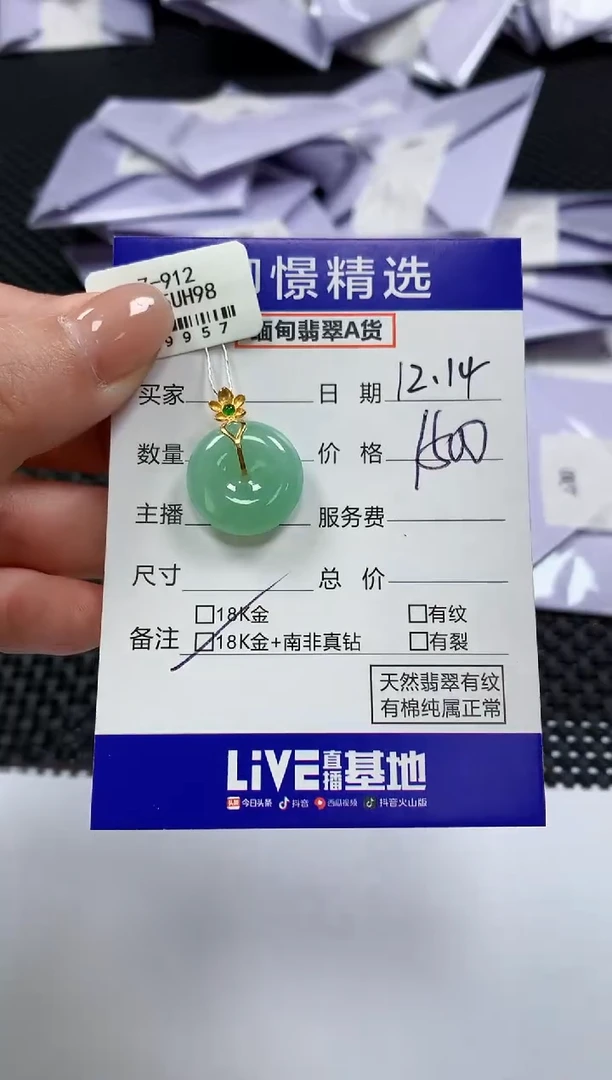 7-912
UH98
9957
憬精选
缅甸翡翠A货
买家 日期 12.14
数量 价格 1500
主播 服务费
尺寸 总价
备注 □18K金 □有纹
□18K金+南非真钻 □有裂
天然翡翠有纹
有棉纯属正常
LiVE直播基地
今日头条 抖音 西瓜视频 抖音火山版